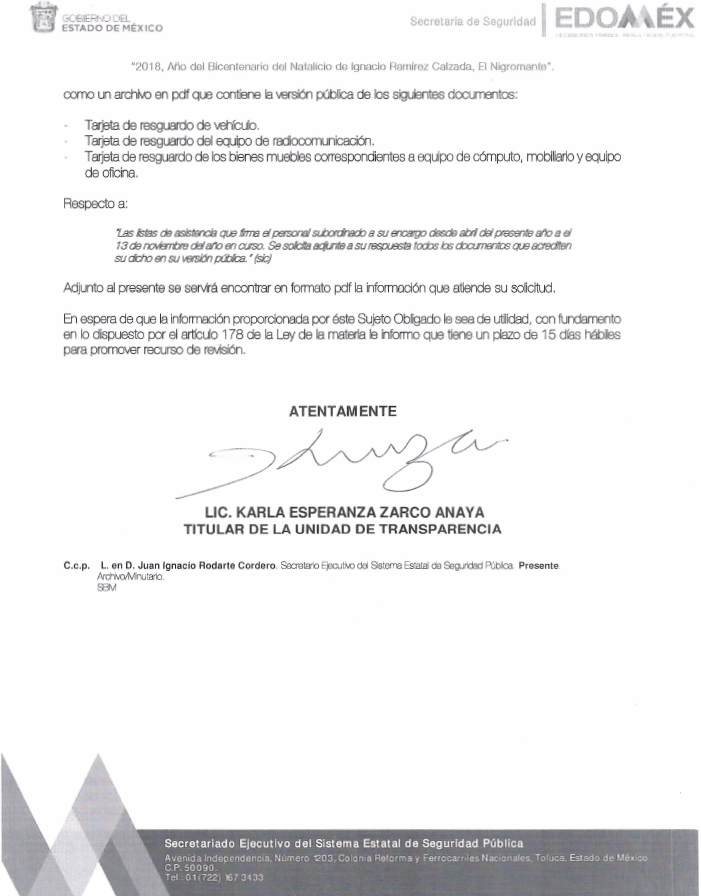 GOBIERNO DEL
ESTADO DE MÉXICO
Secretaría de Seguridad
EDOMÉX
"2018, Año del Bicentenario del Natalicio de Ignacio Ramírez Calzada, El Nigromante".
como un archivo en pdf que contiene la versión pública de los siguientes documentos:
- Tarjeta de resguardo de vehículo.
- Tarjeta de resguardo del equipo de radiocomunicación.
- Tarjeta de resguardo de los bienes muebles correspondientes a equipo de cómputo, mobiliario y equipo
de oficina.
Respecto a:
"Las listas de asistencia que firma el personal subordinado a su encargo desde abril del presente año a el
13 de noviembre del año en curso. Se solicita adjunte a su respuesta todos los documentos que acrediten
su dicho en su versión pública." (sic)
Adjunto al presente se servirá encontrar en formato pdf la información que atiende su solicitud.
En espera de que la información proporcionada por éste Sujeto Obligado le sea de utilidad, con fundamento
en lo dispuesto por el artículo 178 de la Ley de la materia le informo que tiene un plazo de 15 días hábiles
para promover recurso de revisión.
ATENTAMENTE
LIC. KARLA ESPERANZA ZARCO ANAYA
TITULAR DE LA UNIDAD DE TRANSPARENCIA
C.c.p. L. en D. Juan Ignacio Rodarte Cordero. Secretario Ejecutivo del Sistema Estatal de Seguridad Pública. Presente.
Archivo/Minutario.
SBM
Secretariado Ejecutivo del Sistema Estatal de Seguridad Pública
Avenida Independencia, Número 1203, Colonia Reforma y Ferrocarriles Nacionales, Toluca, Estado de México
C.P. 50090.
Tel.: 01(722) 167 3433